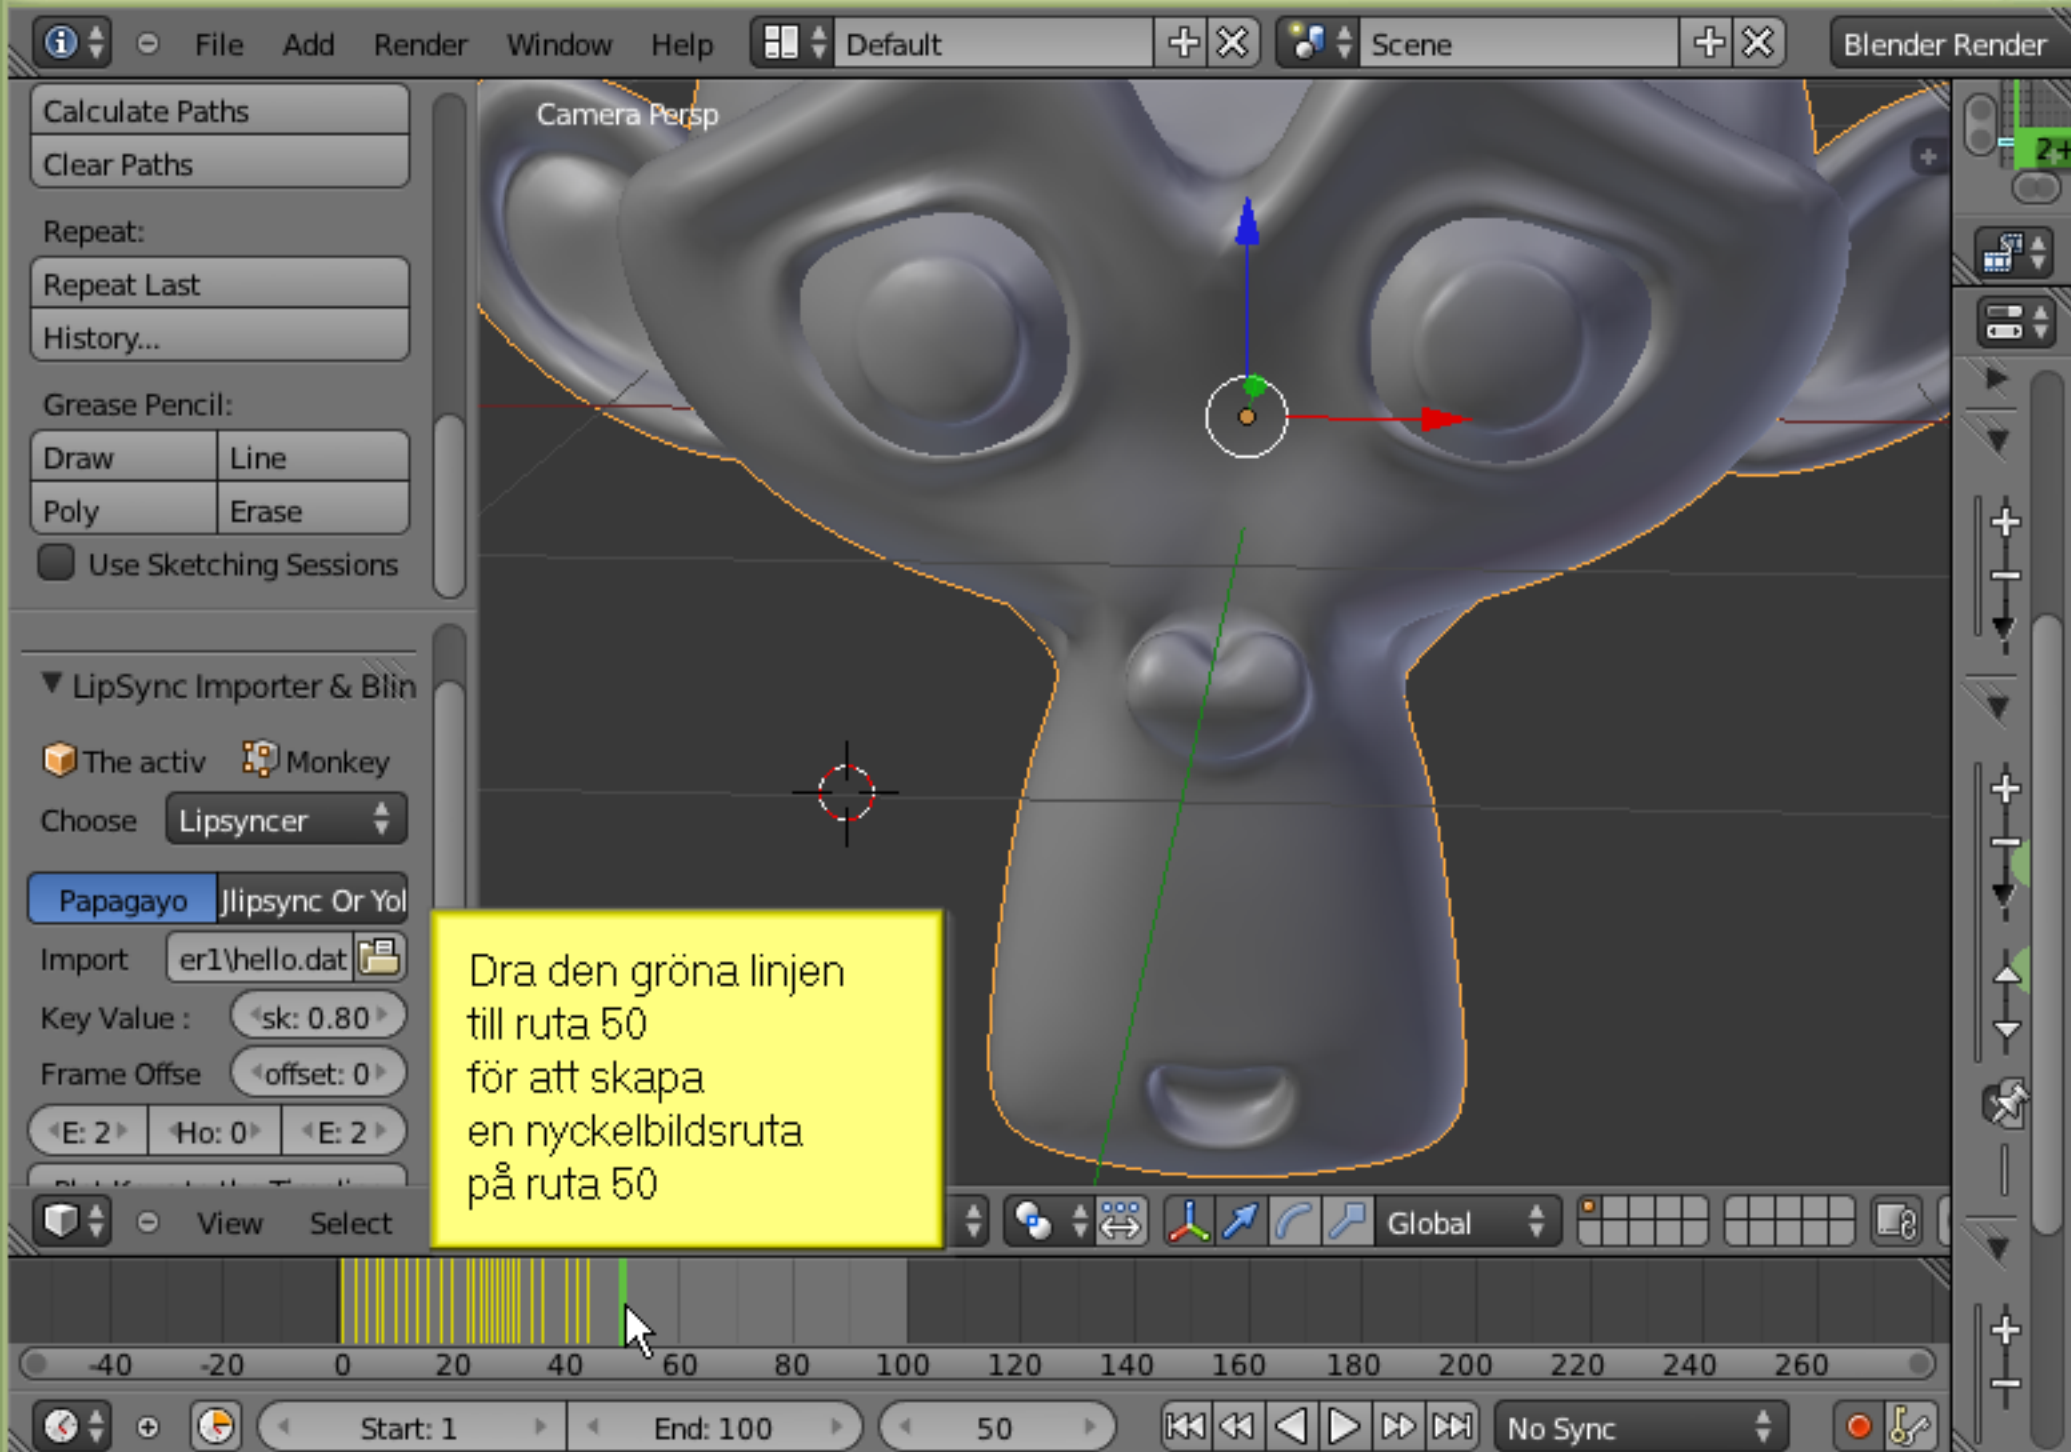 File Add Render Window Help Default Scene Blender Render
Calculate Paths
Clear Paths
Repeat:
Repeat Last
History...
Grease Pencil:
Draw Line
Poly Erase
Use Sketching Sessions
LipSync Importer & Blin
The activ Monkey
Choose Lipsyncer
Papagayo Jlipsync Or Yol
Import er1\hello.dat
Key Value : sk: 0.80
Frame Offse offset: 0
E: 2 Ho: 0 E: 2
Camera Persp
2+
Dra den gröna linjen
till ruta 50
för att skapa
en nyckelbildsruta
på ruta 50
View Select Global
-40 -20 0 20 40 60 80 100 120 140 160 180 200 220 240 260
Start: 1 End: 100 50 No Sync